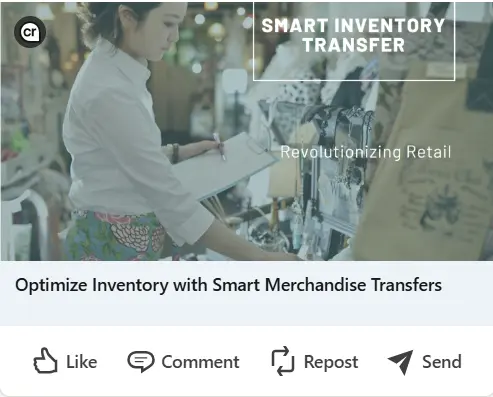 cr
SMART INVENTORY
TRANSFER
Revolutionizing Retail
Optimize Inventory with Smart Merchandise Transfers
Like
Comment
Repost
Send